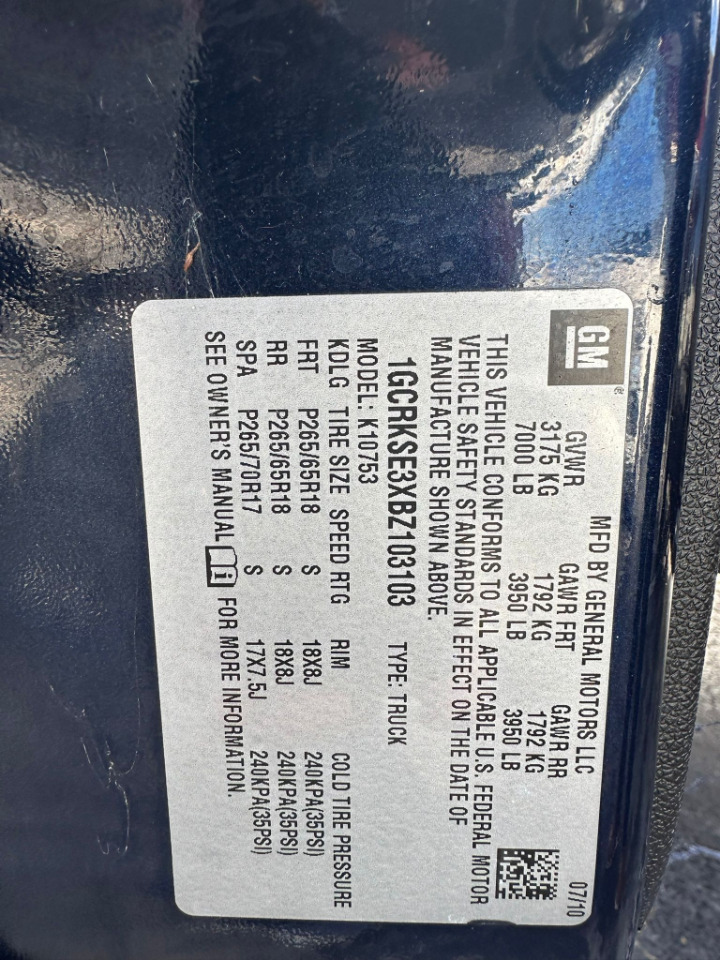 GM ®
MFD BY GENERAL MOTORS LLC 07/10
GVWR GAWR FRT GAWR RR
3175 KG 1792 KG 1792 KG
7000 LB 3950 LB 3950 LB
THIS VEHICLE CONFORMS TO ALL APPLICABLE U.S. FEDERAL MOTOR
VEHICLE SAFETY STANDARDS IN EFFECT ON THE DATE OF
MANUFACTURE SHOWN ABOVE.
1GCRKSE3XBZ103103 TYPE: TRUCK
MODEL: K10753
KDLG TIRE SIZE SPEED RTG RIM COLD TIRE PRESSURE
FRT P265/65R18 S 18X8J 240KPA(35PSI)
RR P265/65R18 S 18X8J 240KPA(35PSI)
SPA P265/70R17 S 17X7.5J 240KPA(35PSI)
SEE OWNER'S MANUAL FOR MORE INFORMATION.